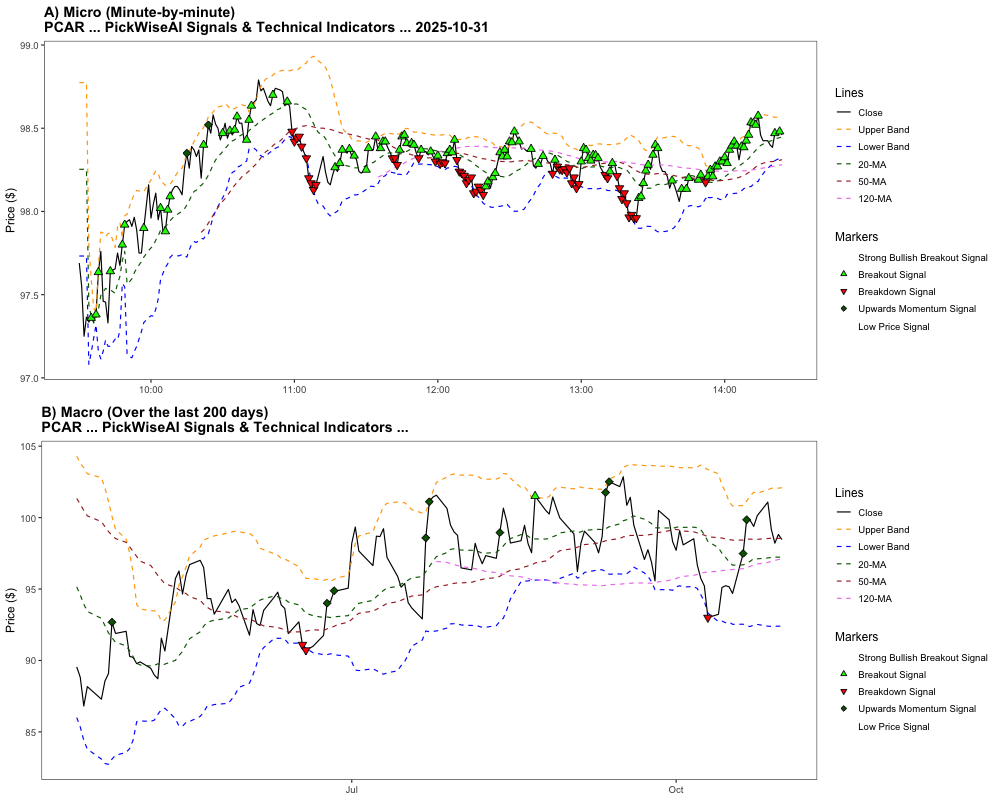 A) Micro (Minute-by-minute)
PCAR ... PickWiseAI Signals & Technical Indicators ... 2025-10-31
99.0
98.5
98.0
97.5
97.0
Price ($)
10:00
11:00
12:00
13:00
14:00
Lines
Close
Upper Band
Lower Band
20-MA
50-MA
120-MA
Markers
Strong Bullish Breakout Signal
Breakout Signal
Breakdown Signal
Upwards Momentum Signal
Low Price Signal
B) Macro (Over the last 200 days)
PCAR ... PickWiseAI Signals & Technical Indicators ...
105
100
95
90
85
Price ($)
Jul
Oct
Lines
Close
Upper Band
Lower Band
20-MA
50-MA
120-MA
Markers
Strong Bullish Breakout Signal
Breakout Signal
Breakdown Signal
Upwards Momentum Signal
Low Price Signal